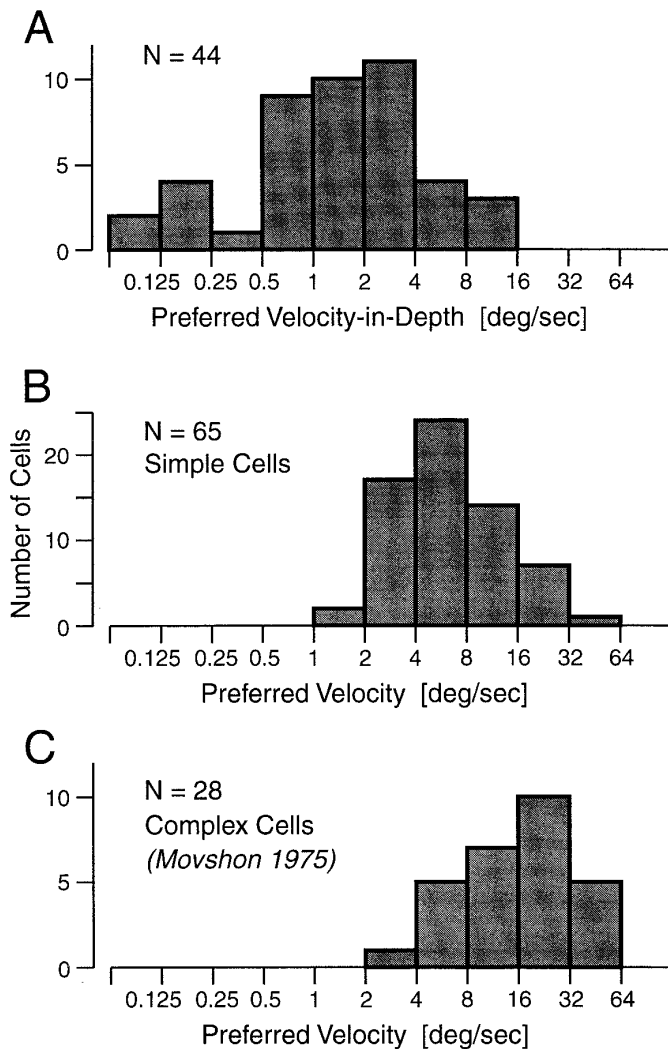 A
N = 44
10
5
0
0.125 0.25 0.5 1 2 4 8 16 32 64
Preferred Velocity-in-Depth [deg/sec]
B
N = 65
Simple Cells
Number of Cells
20
10
0
0.125 0.25 0.5 1 2 4 8 16 32 64
Preferred Velocity [deg/sec]
C
N = 28
Complex Cells
(Movshon 1975)
10
5
0
0.125 0.25 0.5 1 2 4 8 16 32 64
Preferred Velocity [deg/sec]